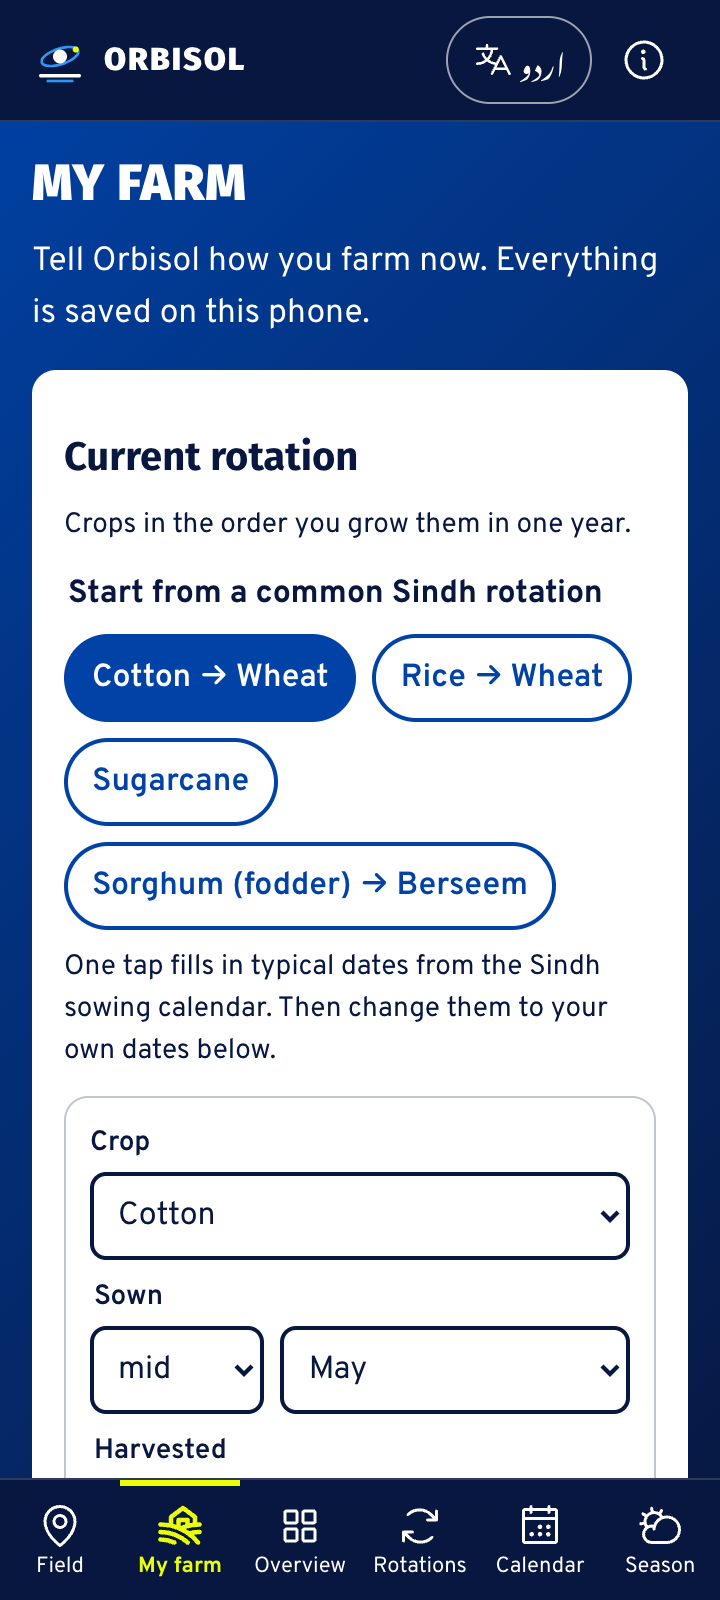 ORBISOL
文A اردو
MY FARM
Tell Orbisol how you farm now. Everything
is saved on this phone.
Current rotation
Crops in the order you grow them in one year.
Start from a common Sindh rotation
Cotton → Wheat
Rice → Wheat
Sugarcane
Sorghum (fodder) → Berseem
One tap fills in typical dates from the Sindh
sowing calendar. Then change them to your
own dates below.
Crop
Cotton
Sown
mid
May
Harvested
Field
My farm
Overview
Rotations
Calendar
Season